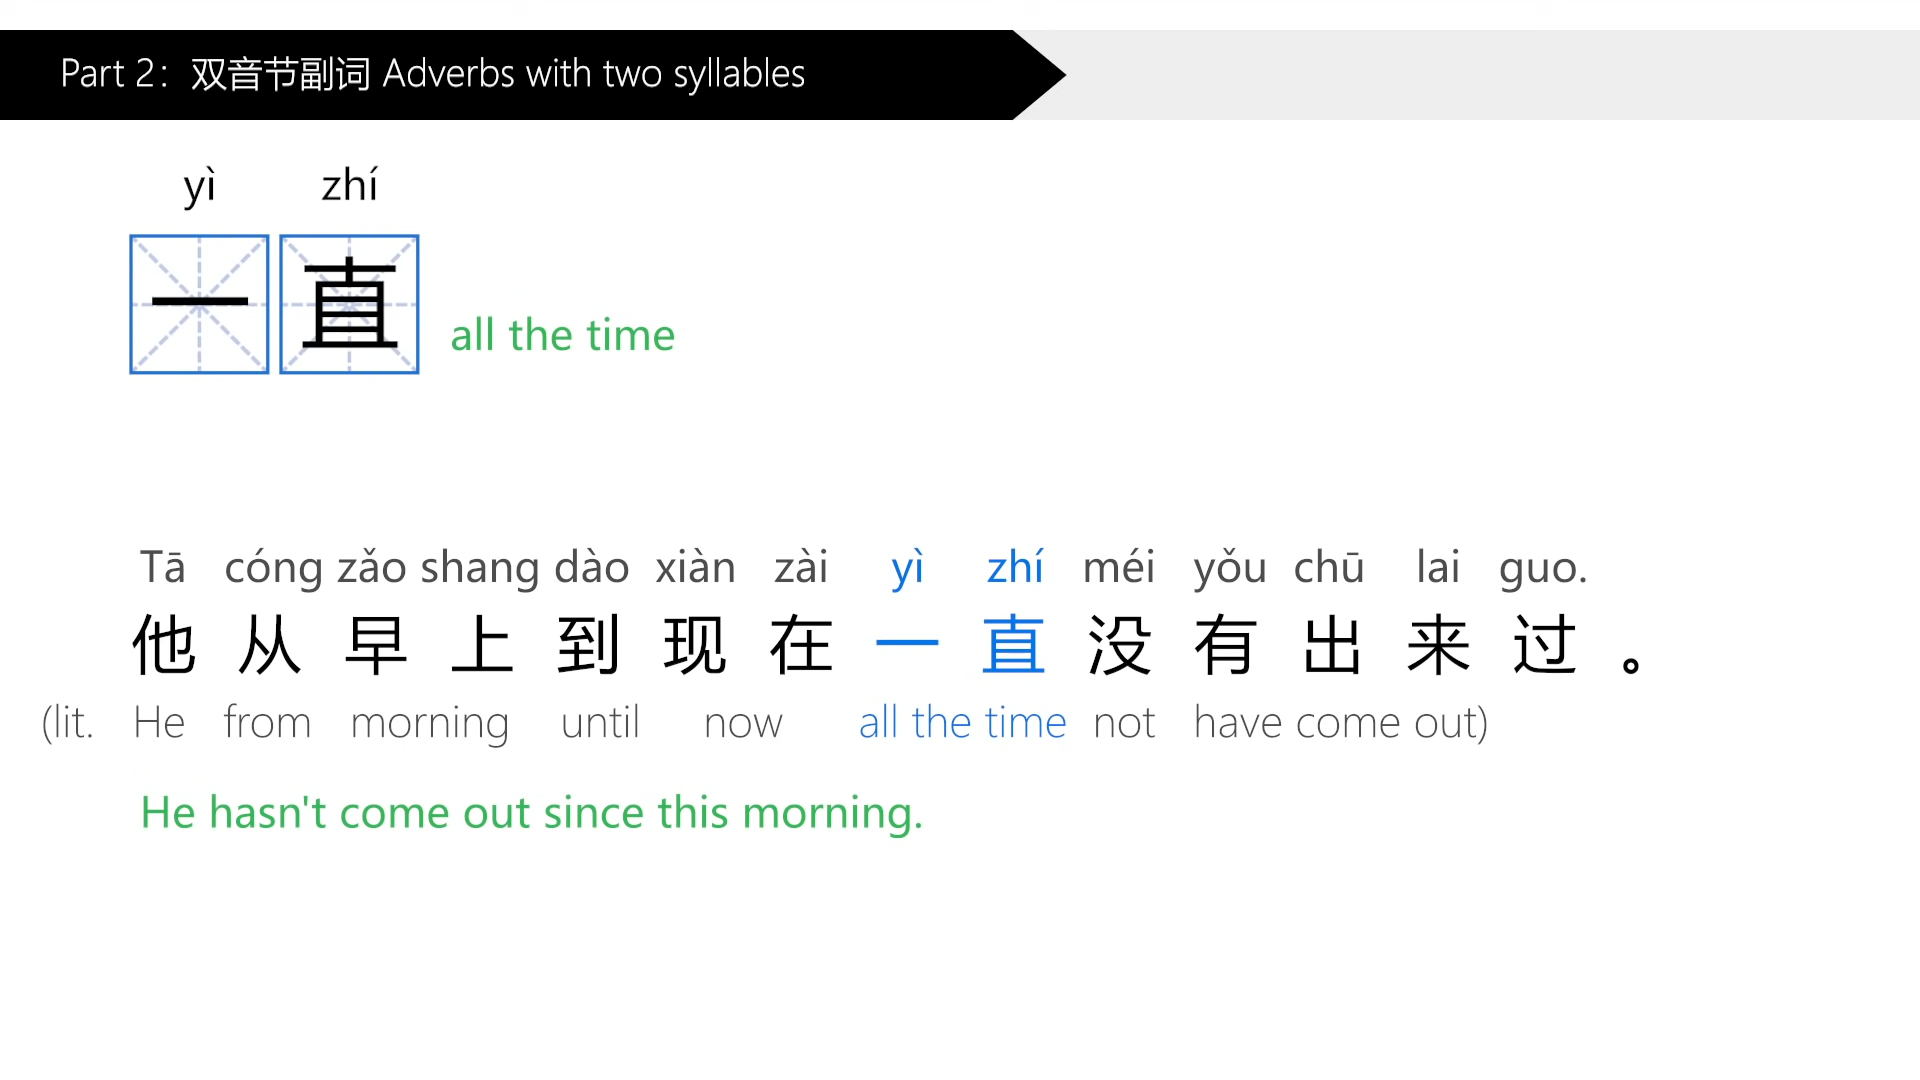 Part 2：双音节副词 Adverbs with two syllables
yì zhí
一直 all the time
Tā cóng zǎo shang dào xiàn zài yì zhí méi yǒu chū lai guo.
他从早上到现在一直没有出来过。
(lit. He from morning until now all the time not have come out)
He hasn't come out since this morning.